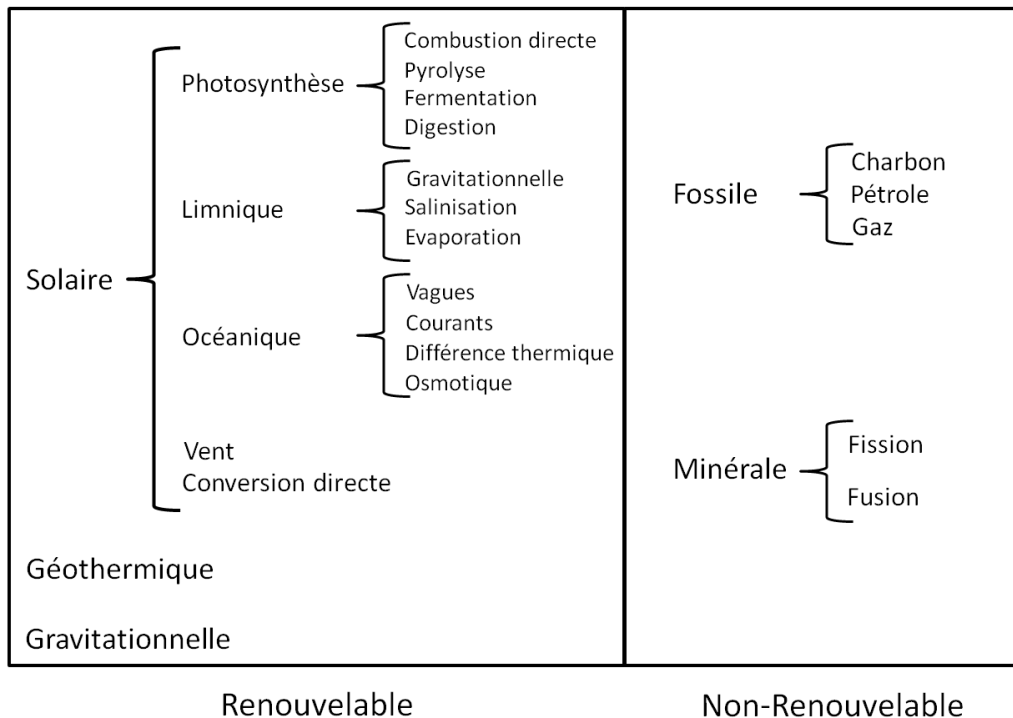 Solaire
Photosynthèse
Combustion directe
Pyrolyse
Fermentation
Digestion
Limnique
Gravitationnelle
Salinisation
Evaporation
Océanique
Vagues
Courants
Différence thermique
Osmotique
Vent
Conversion directe
Géothermique
Gravitationnelle
Renouvelable
Fossile
Charbon
Pétrole
Gaz
Minérale
Fission
Fusion
Non-Renouvelable